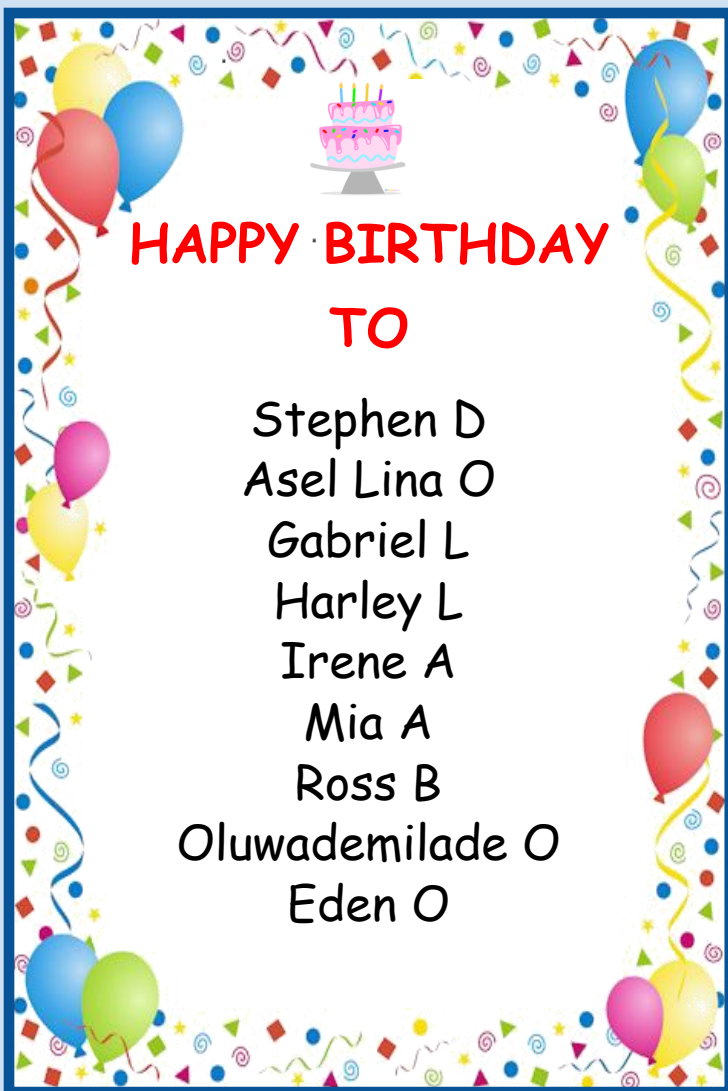 HAPPY BIRTHDAY
TO
Stephen D
Asel Lina O
Gabriel L
Harley L
Irene A
Mia A
Ross B
Oluwademilade O
Eden O